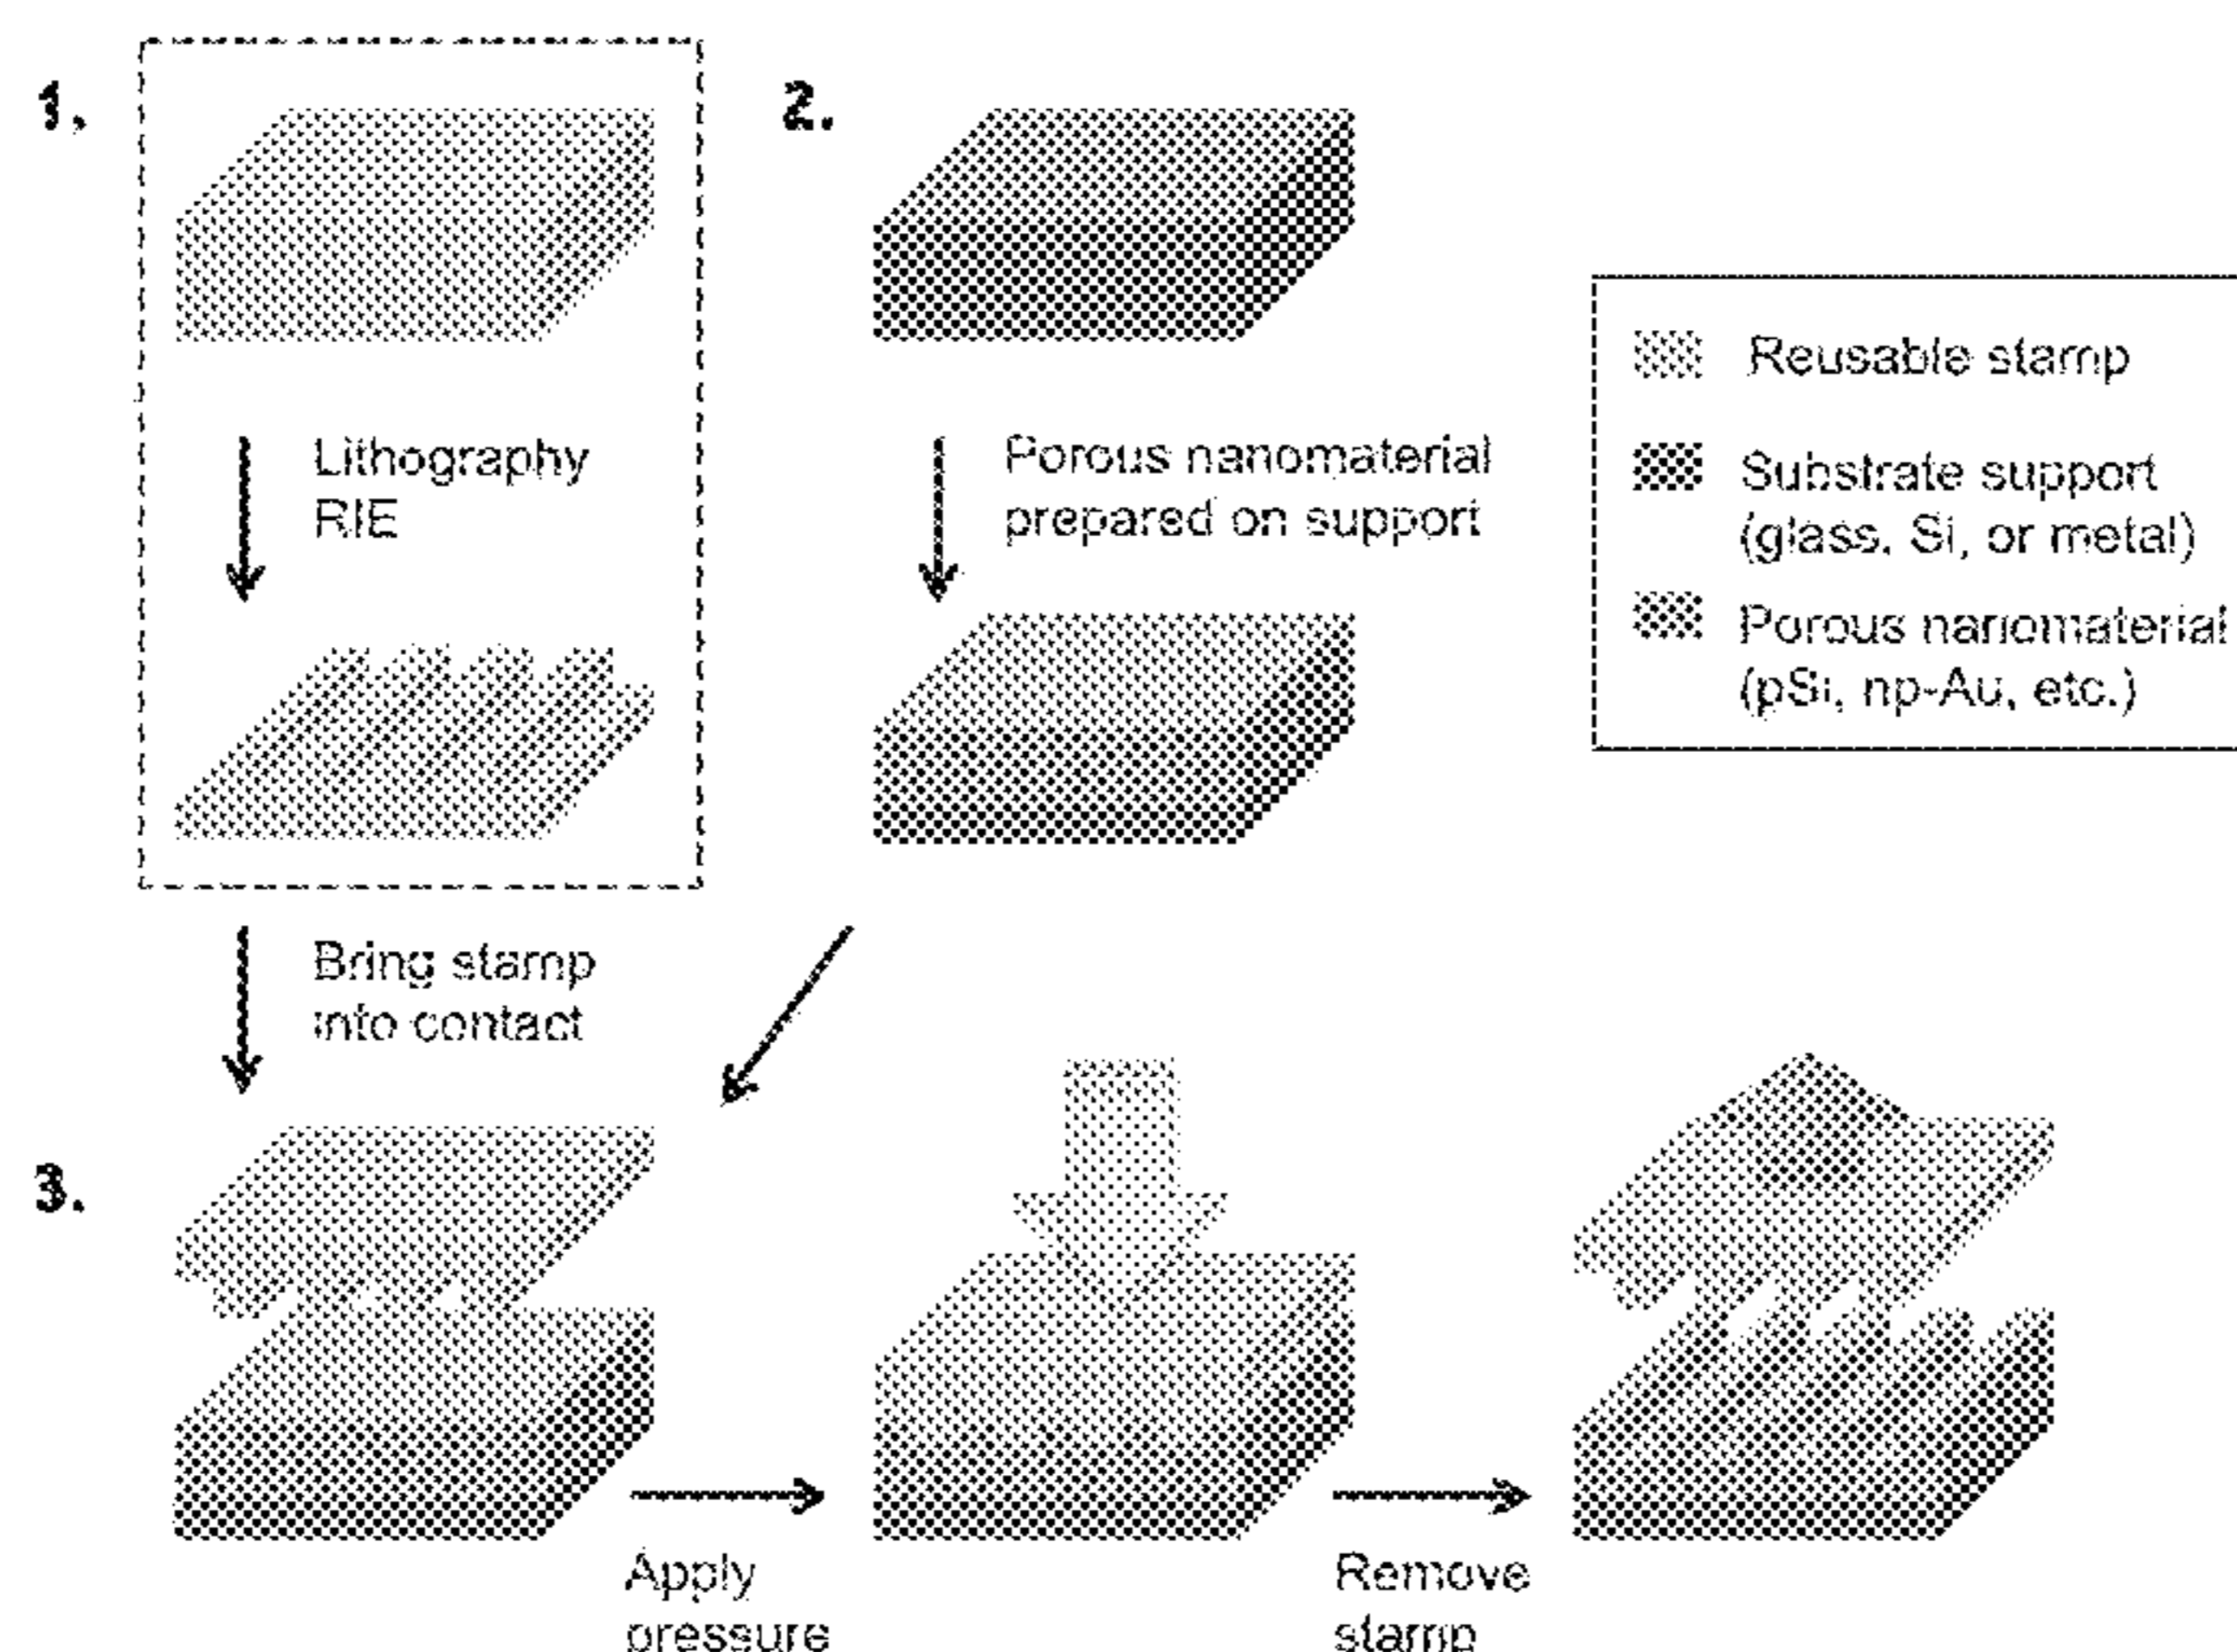 1.
Lithography
RIE
2.
Porous nanomaterial
prepared on support
Reusable stamp
Substrate support
(glass, Si, or metal)
Porous nanomaterial
(pSi, np-Au, etc.)
Bring stamp
into contact
3.
Apply
pressure
Remove
stamp